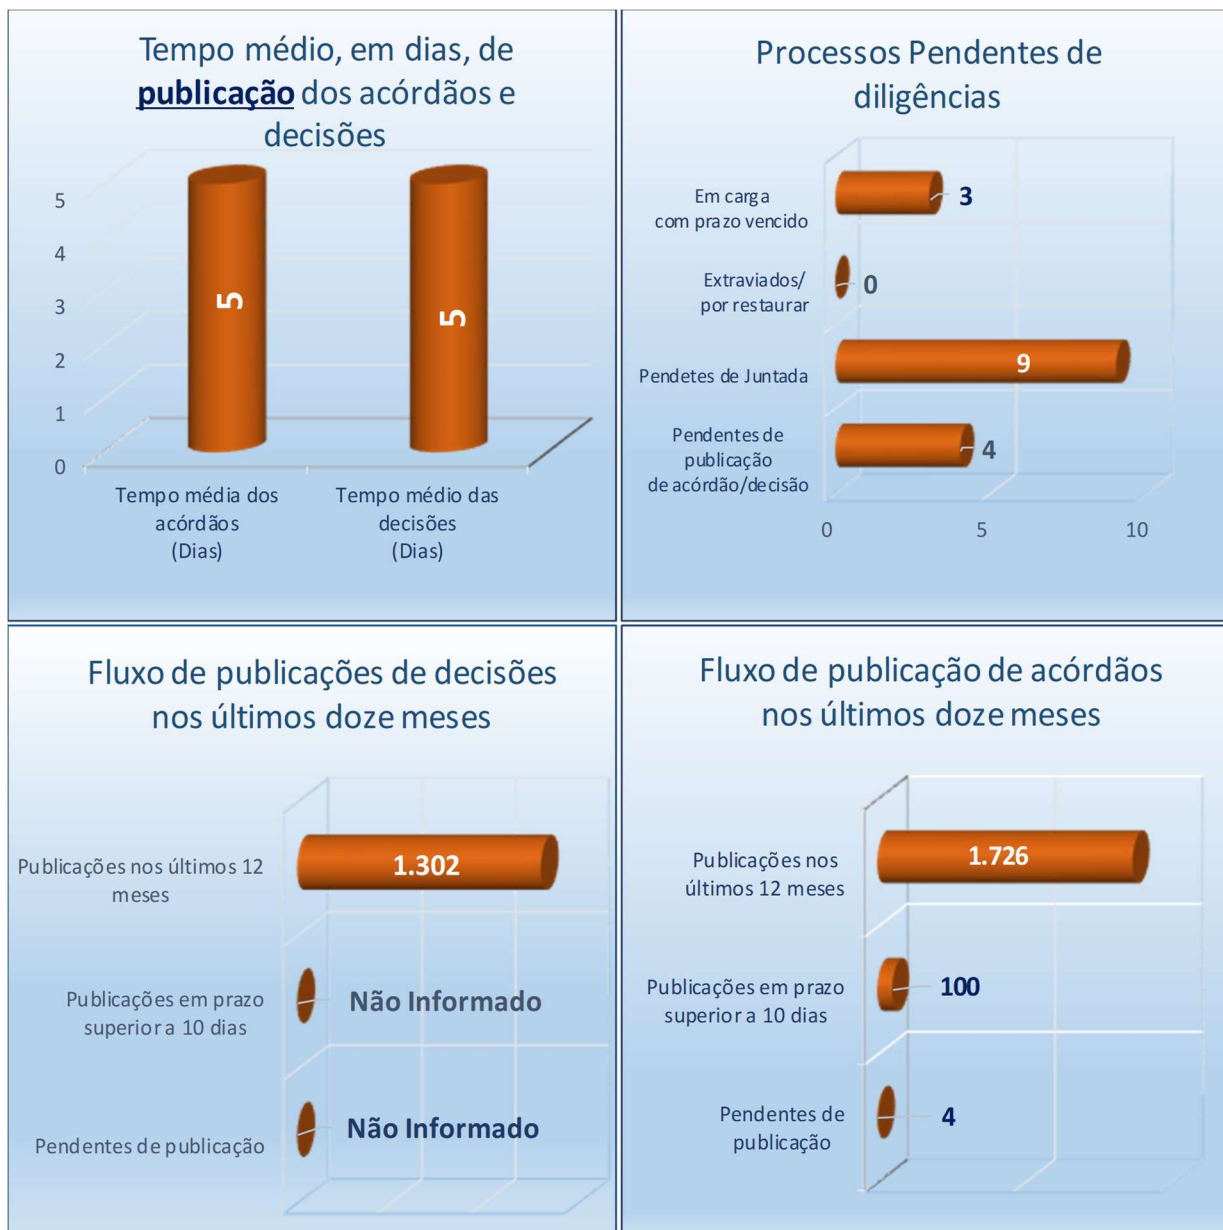 Tempo médio, em dias, de
publicação dos acórdãos e
decisões
5
4
3
2
1
0
5
5
Tempo média dos
acórdãos
(Dias)
Tempo médio das
decisões
(Dias)
Processos Pendentes de
diligências
Em carga
com prazo vencido
3
Extraviados/
por restaurar
0
Pendetes de Juntada
9
Pendentes de
publicação
de acórdão/decisão
4
0
5
10
Fluxo de publicações de decisões
nos últimos doze meses
Publicações nos últimos 12
meses
1.302
Publicações em prazo
superior a 10 dias
Não Informado
Pendentes de publicação
Não Informado
Fluxo de publicação de acórdãos
nos últimos doze meses
Publicações nos
últimos 12 meses
1.726
Publicações em prazo
superior a 10 dias
100
Pendentes de
publicação
4